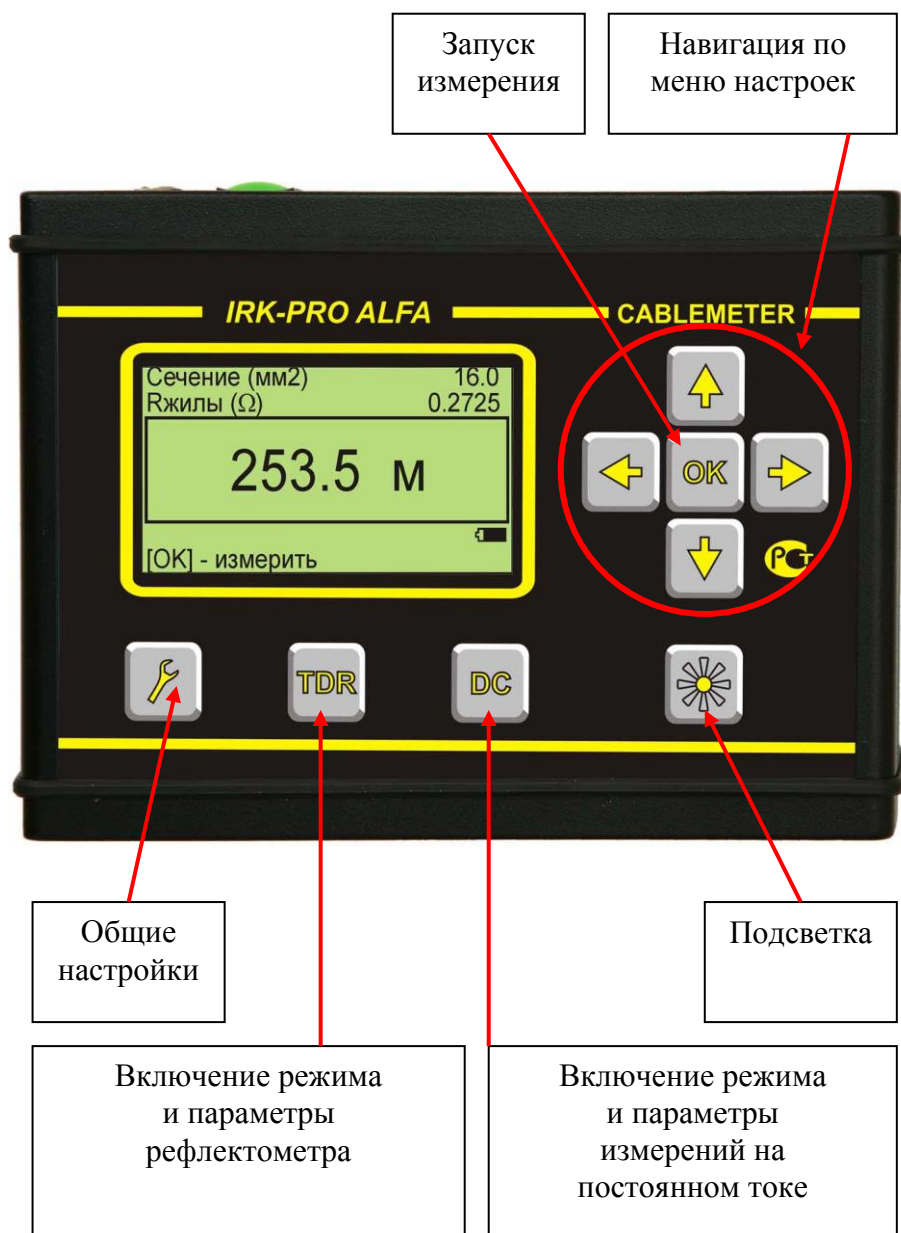 Запуск
измерения
Навигация по
меню настроек
IRK-PRO ALFA
CABLEMETER
Сечение (мм2) 16.0
Rжилы (Ω) 0.2725
253.5 м
[OK] - измерить
OK
РСТ
TDR
DC
Общие
настройки
Подсветка
Включение режима
и параметры
рефлектометра
Включение режима
и параметры
измерений на
постоянном токе